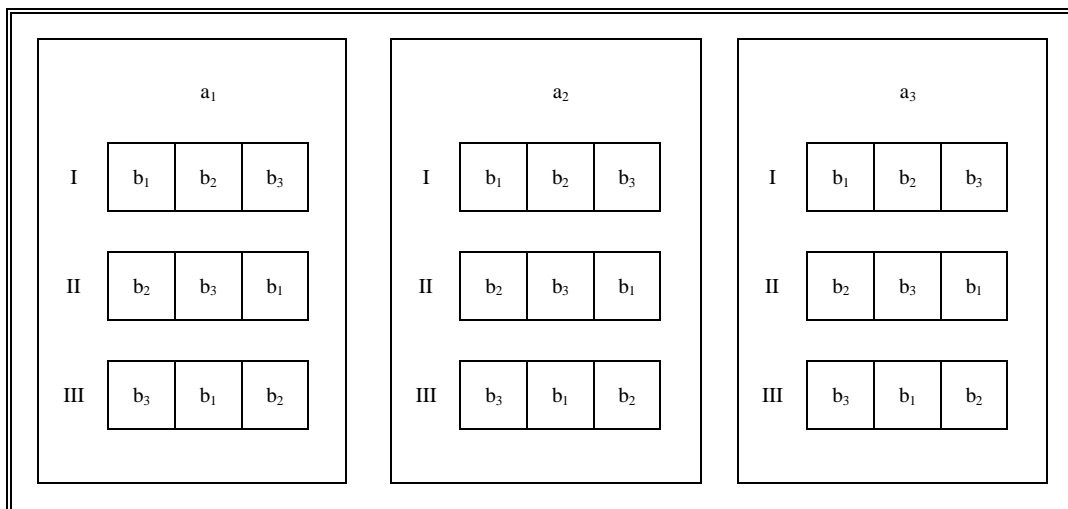 a₁ a₂ a₃
I b₁ b₂ b₃ I b₁ b₂ b₃ I b₁ b₂ b₃
II b₂ b₃ b₁ II b₂ b₃ b₁ II b₂ b₃ b₁
III b₃ b₁ b₂ III b₃ b₁ b₂ III b₃ b₁ b₂